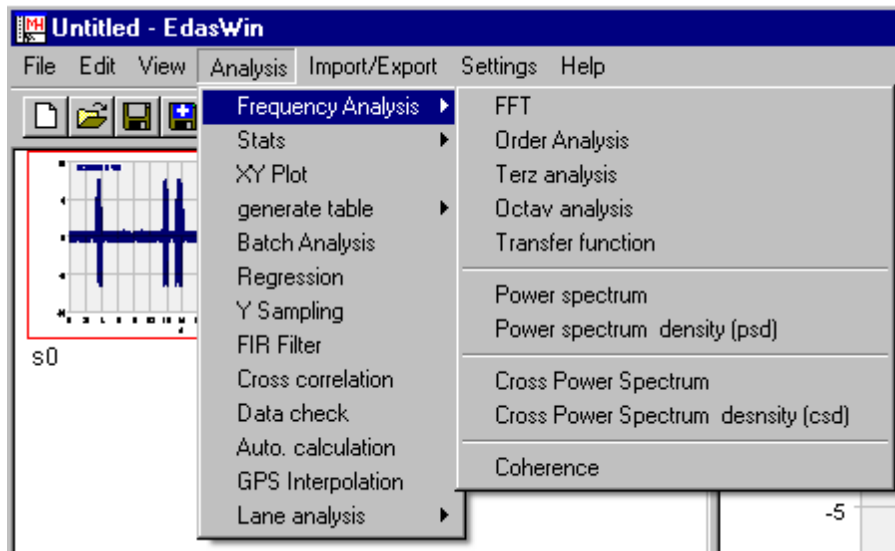 Untitled - EdasWin
File Edit View Analysis Import/Export Settings Help
Frequency Analysis
Stats
XY Plot
generate table
Batch Analysis
Regression
Y Sampling
FIR Filter
Cross correlation
Data check
Auto. calculation
GPS Interpolation
Lane analysis
FFT
Order Analysis
Terz analysis
Octav analysis
Transfer function
Power spectrum
Power spectrum density (psd)
Cross Power Spectrum
Cross Power Spectrum desnsity (csd)
Coherence
s0
-5